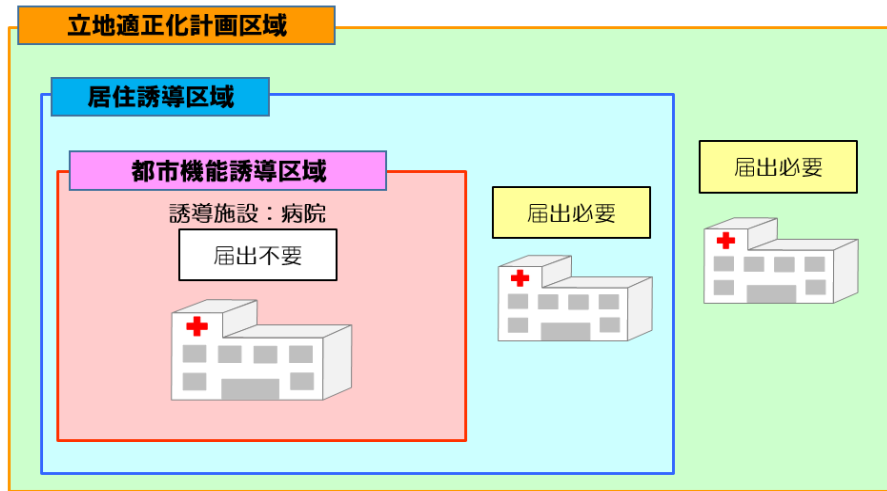 立地適正化計画区域
居住誘導区域
都市機能誘導区域
誘導施設：病院
届出不要
届出必要
届出必要